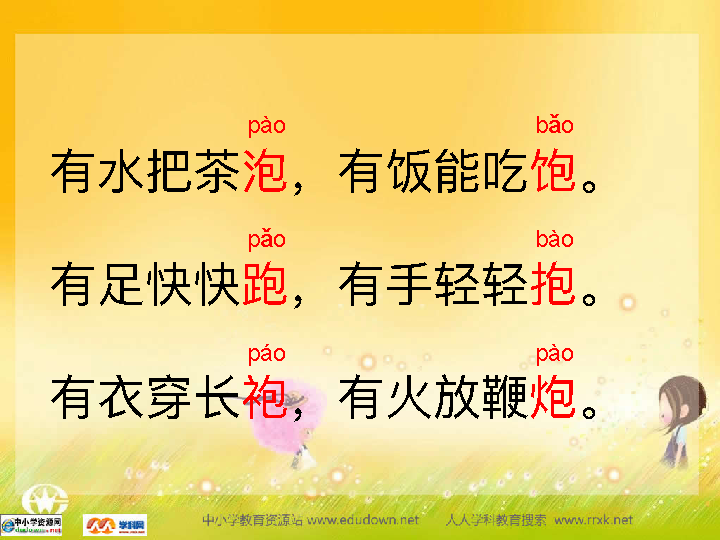 pào bǎo
有水把茶泡，有饭能吃饱。
pǎo bào
有足快快跑，有手轻轻抱。
páo pào
有衣穿长袍，有火放鞭炮。
中小学资源网 学科网 中小学教育资源站 www.edudown.net 人人学科教育搜索 www.rrxk.net